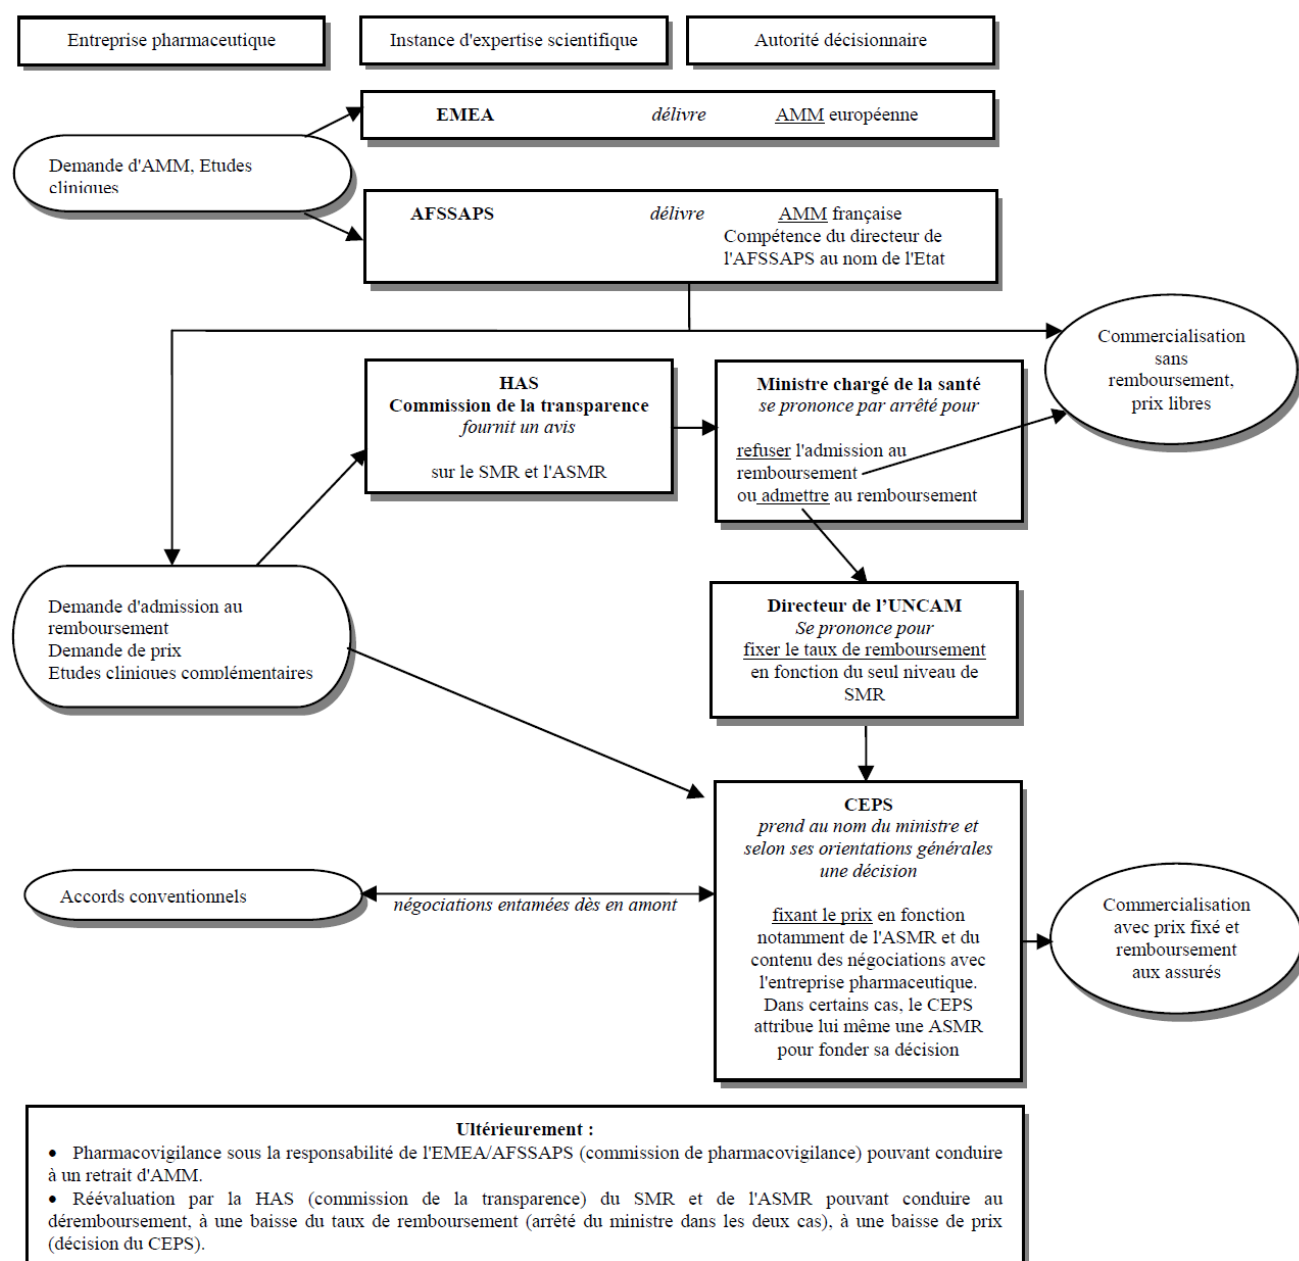 Entreprise pharmaceutique
Instance d'expertise scientifique
Autorité décisionnaire
EMEA délivre AMM européenne
Demande d'AMM, Etudes
cliniques
AFSSAPS délivre AMM française
Compétence du directeur de
l'AFSSAPS au nom de l'Etat
Commercialisation
sans
remboursement,
prix libres
HAS
Commission de la transparence
fournit un avis
sur le SMR et l'ASMR
Ministre chargé de la santé
se prononce par arrêté pour
refuser l'admission au
remboursement
ou admettre au remboursement
Demande d'admission au
remboursement
Demande de prix
Etudes cliniques complémentaires
Directeur de l’UNCAM
Se prononce pour
fixer le taux de remboursement
en fonction du seul niveau de
SMR
CEPS
prend au nom du ministre et
selon ses orientations générales
une décision
fixant le prix en fonction
notamment de l'ASMR et du
contenu des négociations avec
l'entreprise pharmaceutique.
Dans certains cas, le CEPS
attribue lui même une ASMR
pour fonder sa décision
Accords conventionnels
négociations entamées dès en amont
Commercialisation
avec prix fixé et
remboursement
aux assurés
Ultérieurement :
• Pharmacovigilance sous la responsabilité de l'EMEA/AFSSAPS (commission de pharmacovigilance) pouvant conduire
à un retrait d'AMM.
• Réévaluation par la HAS (commission de la transparence) du SMR et de l'ASMR pouvant conduire au
déremboursement, à une baisse du taux de remboursement (arrêté du ministre dans les deux cas), à une baisse de prix
(décision du CEPS).